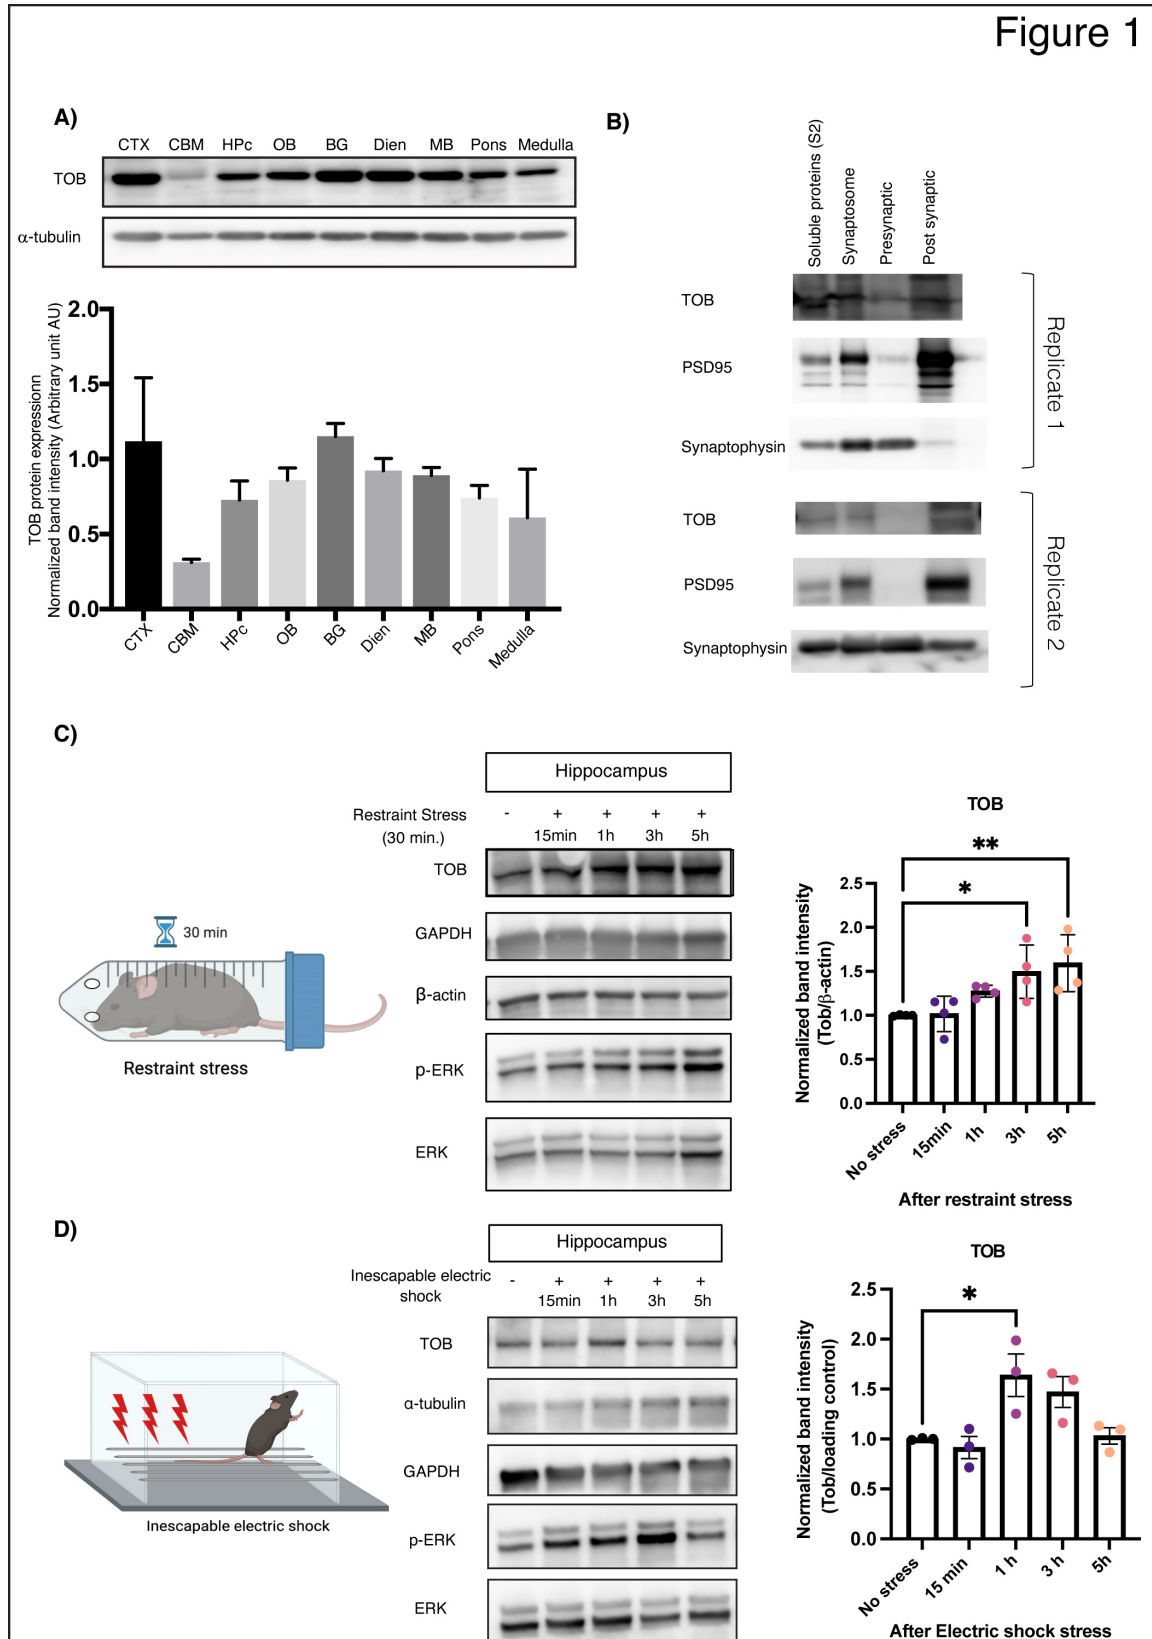 Figure 1
A)
CTX CBM HPc OB BG Dien MB Pons Medulla
TOB
α-tubulin
TOB protein expressionn
Normalized band intensity (Arbitrary unit AU)
2.0
1.5
1.0
0.5
0.0
CTX CBM HPc OB BG Dien MB Pons Medulla
B)
Soluble proteins (S2)
Synaptosome
Presynaptic
Post synaptic
TOB
PSD95
Synaptophysin
Replicate 1
TOB
PSD95
Synaptophysin
Replicate 2
C)
30 min
Restraint stress
Hippocampus
Restraint Stress - + + + +
(30 min.) 15min 1h 3h 5h
TOB
GAPDH
β-actin
p-ERK
ERK
TOB
**
*
Normalized band intensity
(Tob/β-actin)
2.5
2.0
1.5
1.0
0.5
0.0
No stress 15min 1h 3h 5h
After restraint stress
D)
Inescapable electric shock
Hippocampus
Inescapable electric - + + + +
shock 15min 1h 3h 5h
TOB
α-tubulin
GAPDH
p-ERK
ERK
TOB
*
Normalized band intensity
(Tob/loading control)
2.5
2.0
1.5
1.0
0.5
0.0
No stress 15 min 1 h 3 h 5h
After Electric shock stress